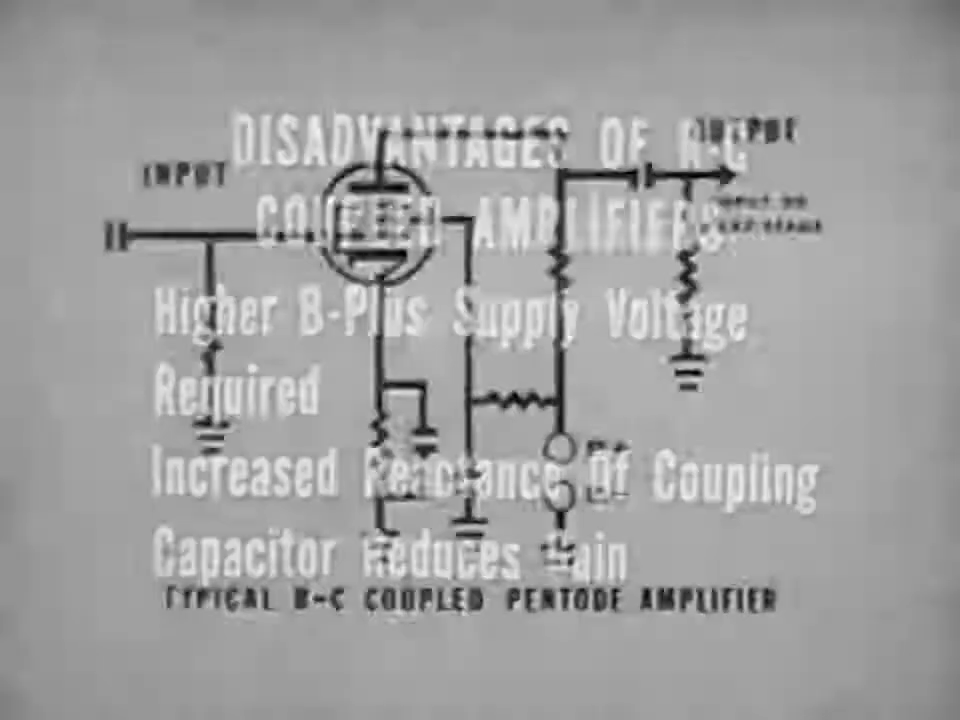 DISADVANTAGES OF R-C
COUPLED AMPLIFIERS
Higher B-Plus Supply Voltage
Required
Increased Reactance Of Coupling
Capacitor Reduces Gain
INPUT
OUTPUT
B+
B-
TYPICAL R-C COUPLED PENTODE AMPLIFIER